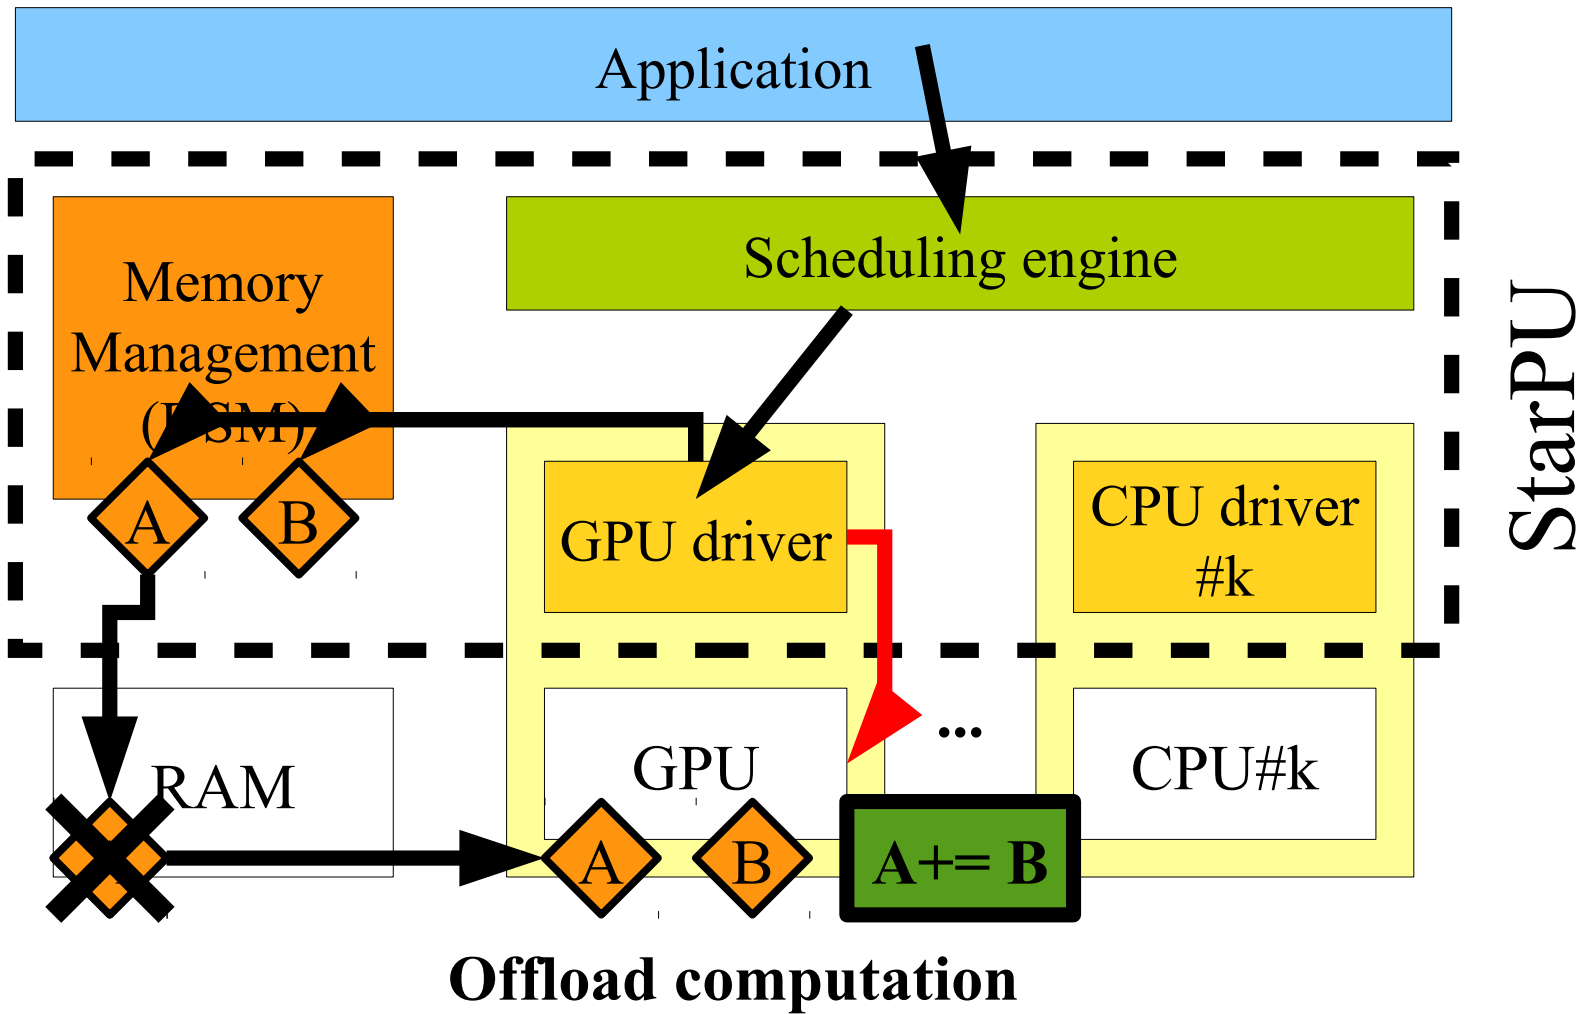 Application
Scheduling engine
Memory
Management
StarPU
A
B
GPU driver
CPU driver
#k
RAM
GPU
...
CPU#k
A
B
A+= B
Offload computation